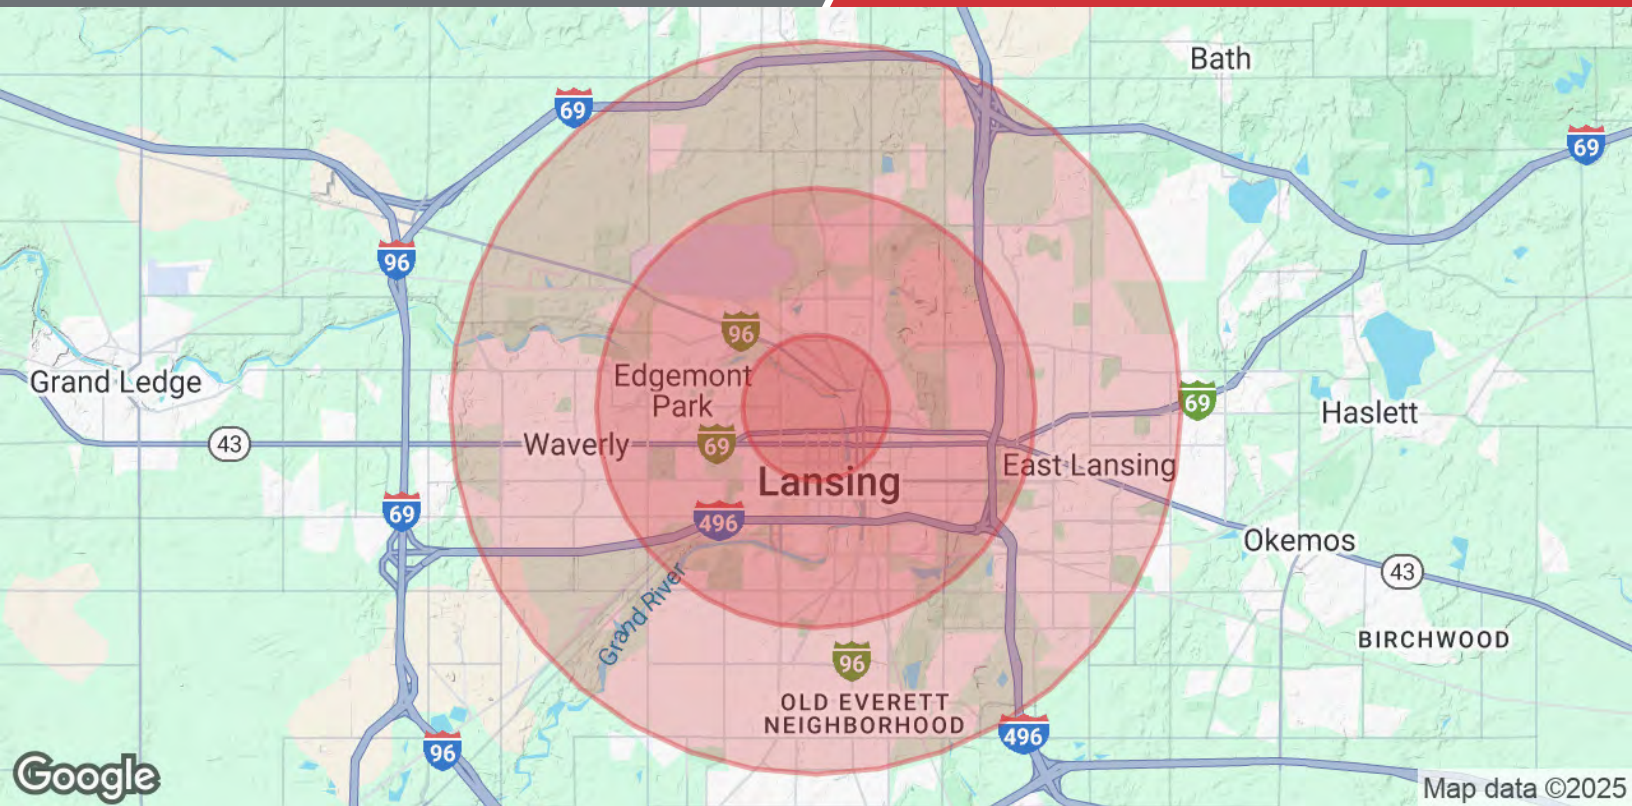 Bath
69
69
96
96
Edgemont
Park
Grand Ledge
69
Haslett
43
Waverly
69
East Lansing
Lansing
69
496
Okemos
43
Grand River
BIRCHWOOD
96
OLD EVERETT
NEIGHBORHOOD
496
96
Google
Map data ©2025